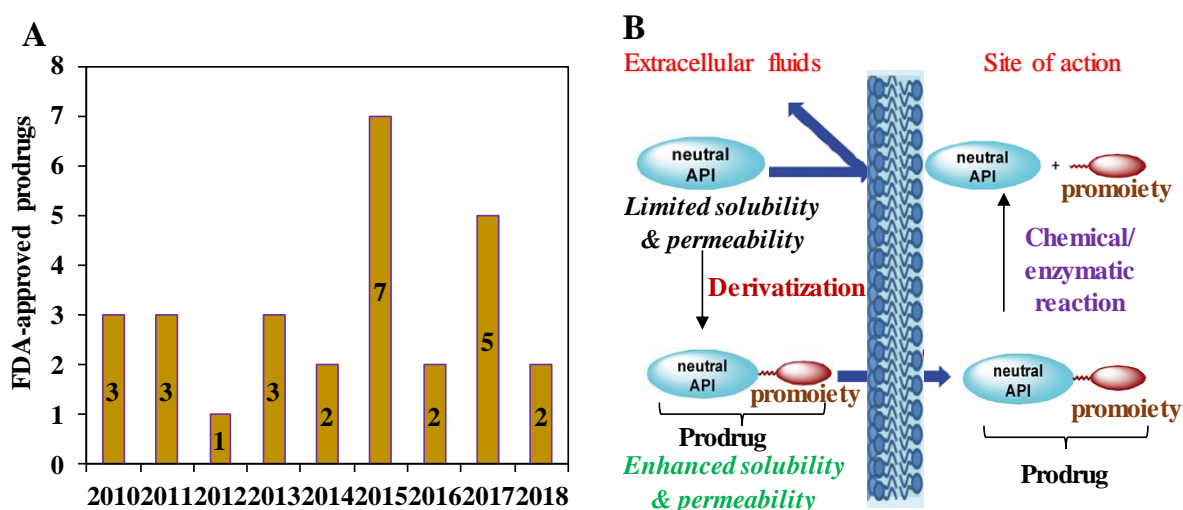 A
FDA-approved prodrugs
8
7
6
5
4
3
2
1
0
3
3
1
3
2
7
2
5
2
2010 2011 2012 2013 2014 2015 2016 2017 2018
B
Extracellular fluids
Site of action
neutral
API
Limited solubility
& permeability
neutral
API
+
promoiety
Derivatization
Chemical/
enzymatic
reaction
neutral
API
promoiety
Prodrug
Enhanced solubility
& permeability
neutral
API
promoiety
Prodrug